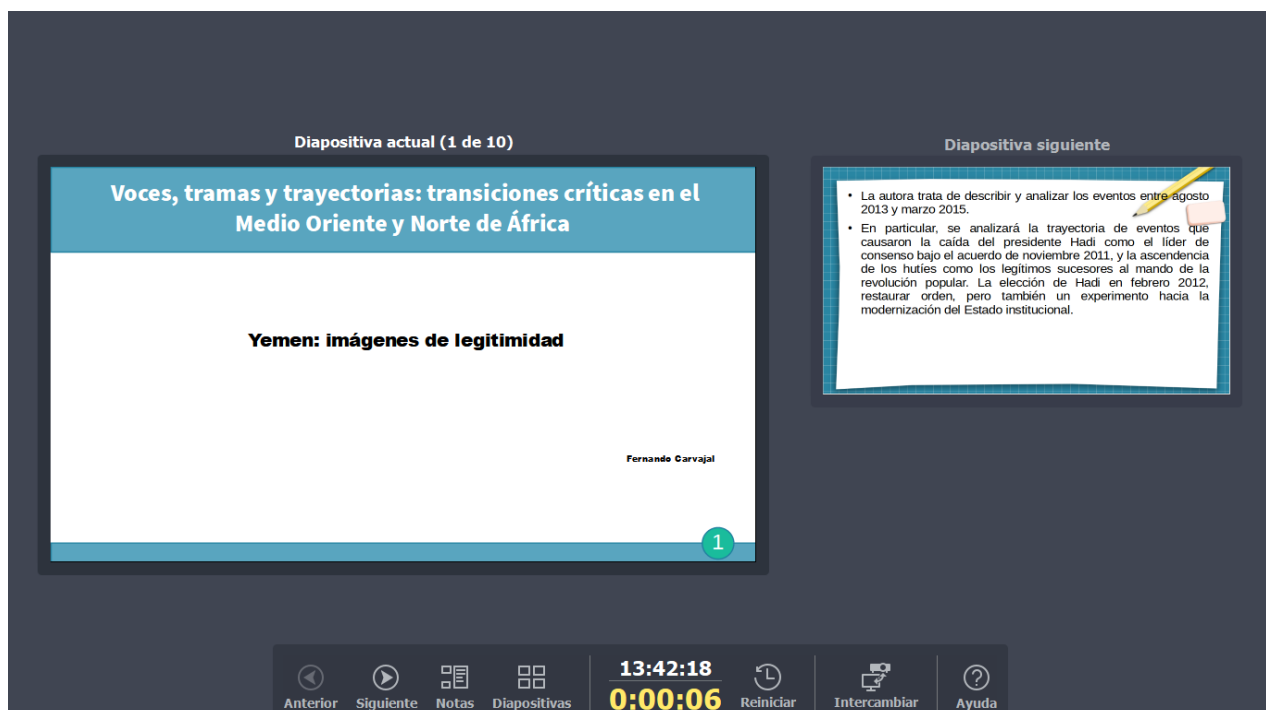 Diapositiva actual (1 de 10)
Voces, tramas y trayectorias: transiciones críticas en el
Medio Oriente y Norte de África
Yemen: imágenes de legitimidad
Fernando Carvajal
1
Diapositiva siguiente
• La autora trata de describir y analizar los eventos entre agosto
2013 y marzo 2015.
• En particular, se analizará la trayectoria de eventos que
causaron la caída del presidente Hadi como el líder de
consenso bajo el acuerdo de noviembre 2011, y la ascendencia
de los hutíes como los legítimos sucesores al mando de la
revolución popular. La elección de Hadi en febrero 2012,
restaurar orden, pero también un experimento hacia la
modernización del Estado institucional.
Anterior
Siguiente
Notas
Diapositivas
13:42:18
0:00:06
Reiniciar
Intercambiar
Ayuda